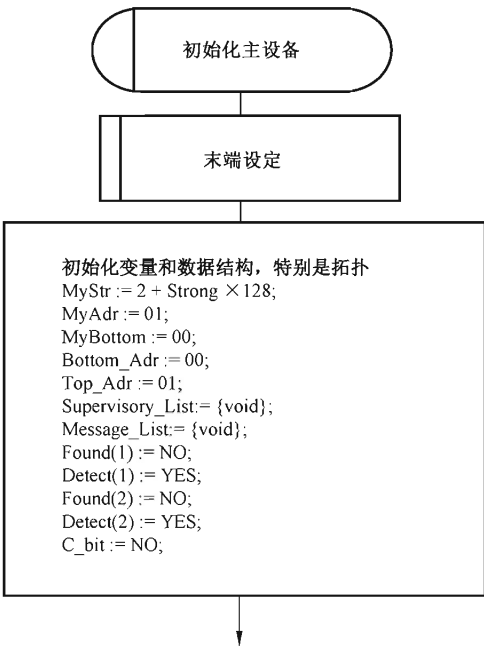 初始化主设备
末端设定
初始化变量和数据结构，特别是拓扑
MyStr := 2 + Strong ×128;
MyAdr := 01;
MyBottom := 00;
Bottom_Adr := 00;
Top_Adr := 01;
Supervisory_List:= {void};
Message_List:= {void};
Found(1) := NO;
Detect(1) := YES;
Found(2) := NO;
Detect(2) := YES;
C_bit := NO;